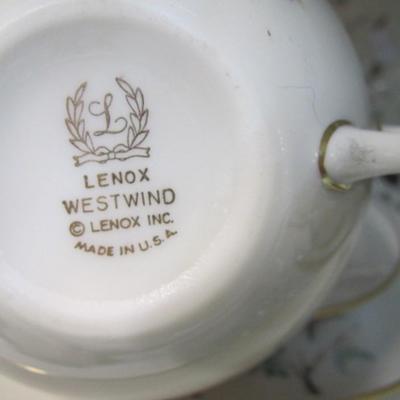 L
LENOX
WESTWIND
© LENOX INC.
MADE IN U.S.A.